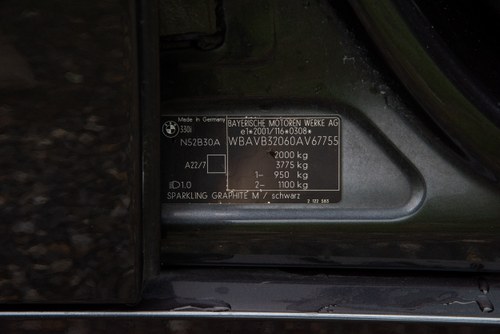 Made in Germany
BAYERISCHE MOTOREN WERKE AG
330i
e1*2001/116*0308*
N52B30A
WBAVB32060AV67755
2000 kg
A22/7
3775 kg
1- 950 kg
1.0
2- 1100 kg
SPARKLING GRAPHITE M / schwarz